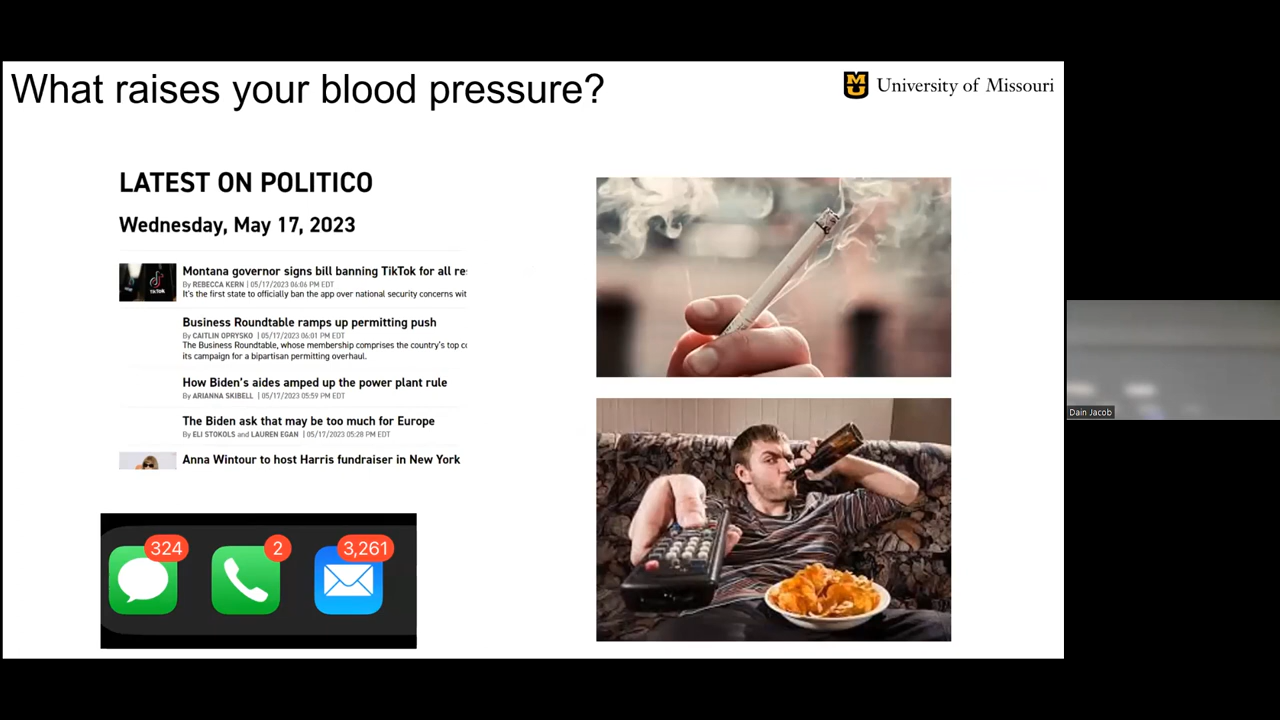 What raises your blood pressure?
MU
University of Missouri
LATEST ON POLITICO
Wednesday, May 17, 2023
Montana governor signs bill banning TikTok for all re
By REBECCA KERN | 05/17/2023 06:06 PM EDT
It's the first state to officially ban the app over national security concerns wit
TikTok
Business Roundtable ramps up permitting push
By CAITLIN OPRYSKO | 05/17/2023 06:01 PM EDT
The Business Roundtable, whose membership comprises the country's top c
its campaign for a bipartisan permitting overhaul.
How Biden's aides amped up the power plant rule
By ARIANNA SKIBELL | 05/17/2023 05:59 PM EDT
The Biden ask that may be too much for Europe
By ELI STOKOLS and LAUREN EGAN | 05/17/2023 05:28 PM EDT
Anna Wintour to host Harris fundraiser in New York
324
2
3,261
Dain Jacob